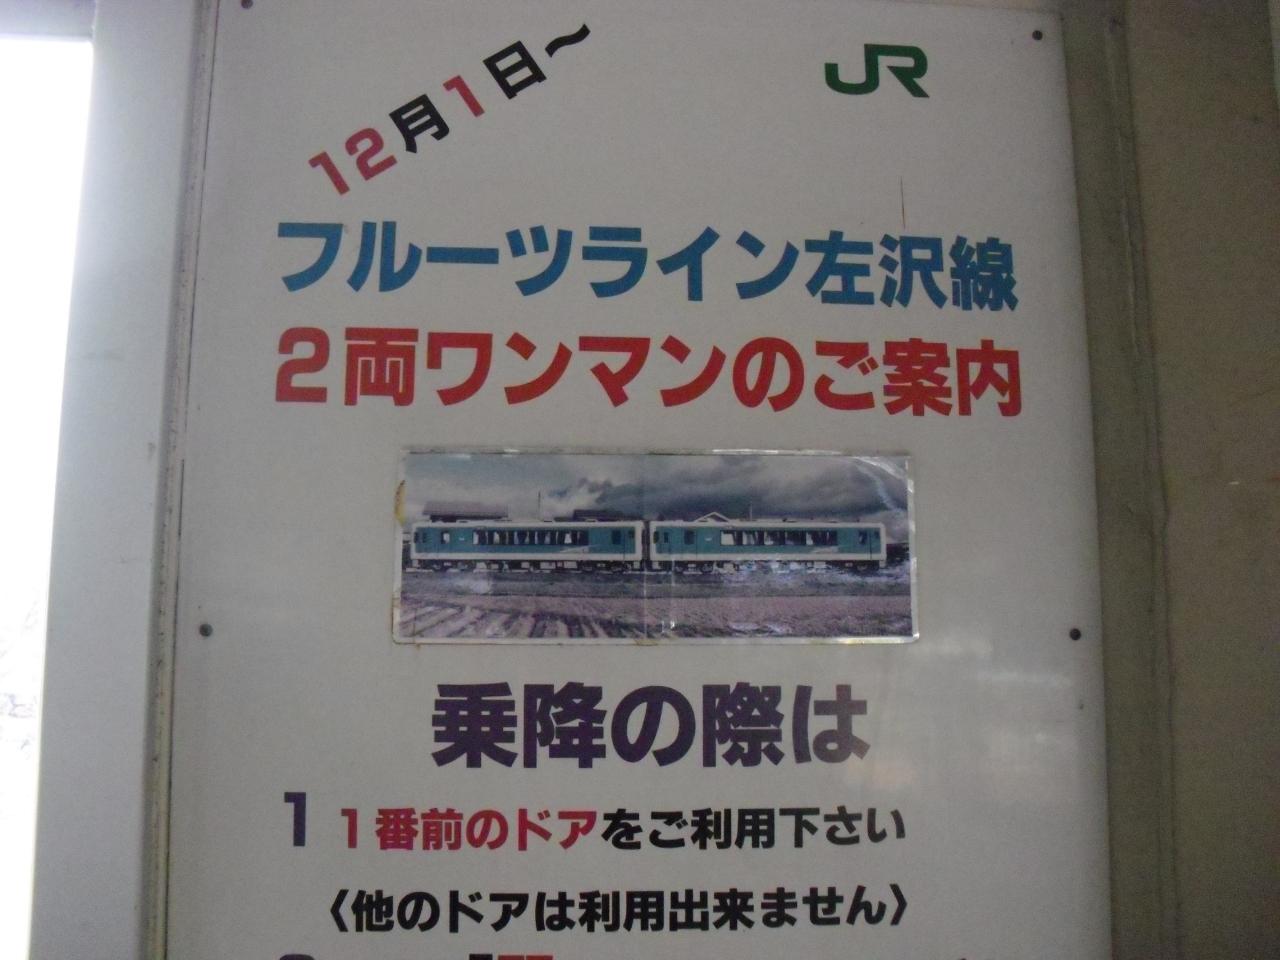 12月1日～
JR
フルーツライン左沢線
2両ワンマンのご案内
乗降の際は
1 1番前のドアをご利用下さい
〈他のドアは利用出来ません〉